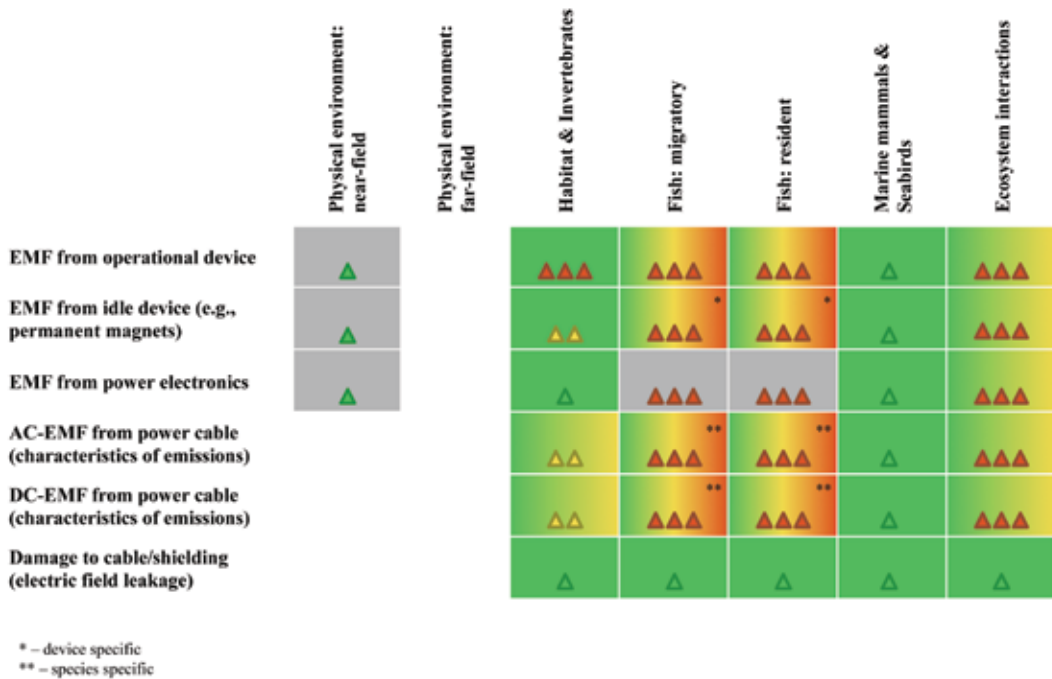 Physical environment:
near-field
Physical environment:
far-field
Habitat & Invertebrates
Fish: migratory
Fish: resident
Marine mammals &
Seabirds
Ecosystem interactions
EMF from operational device
EMF from idle device (e.g.,
permanent magnets)
*
*
EMF from power electronics
AC-EMF from power cable
(characteristics of emissions)
**
**
DC-EMF from power cable
(characteristics of emissions)
**
**
Damage to cable/shielding
(electric field leakage)
* – device specific
** – species specific